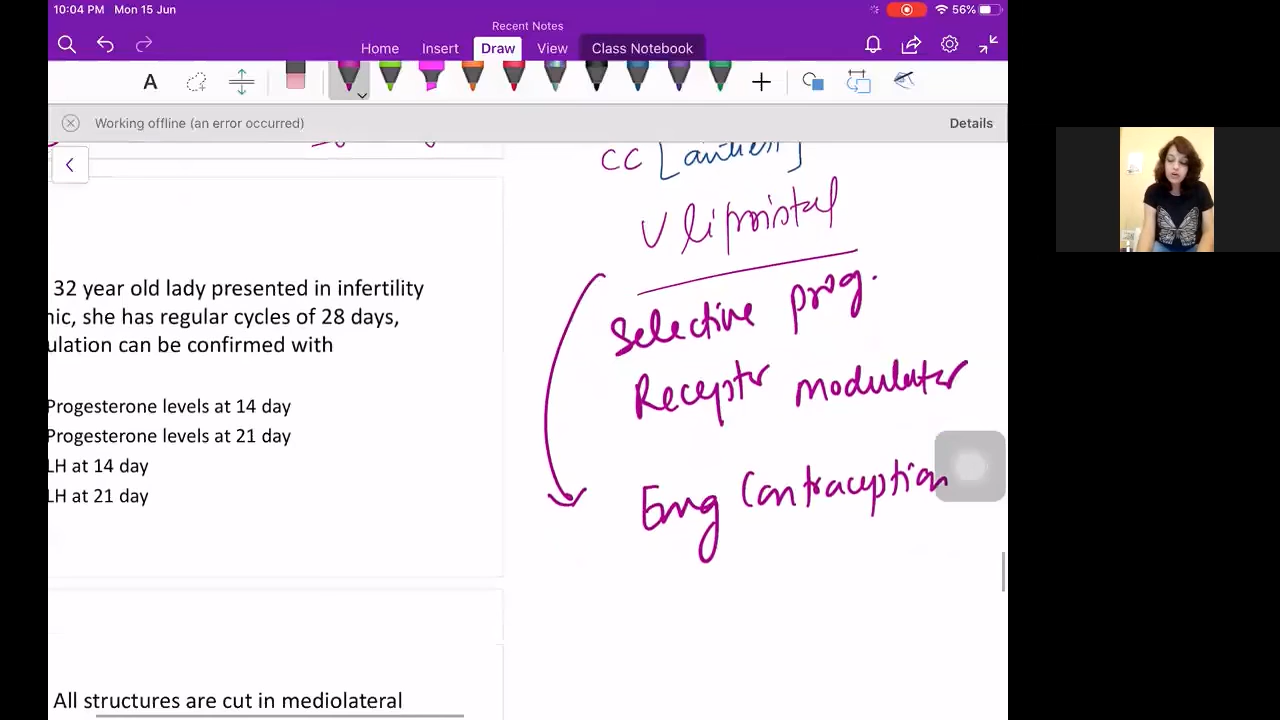 10:04 PM Mon 15 Jun
56%
Recent Notes
Home Insert Draw View Class Notebook
A
Working offline (an error occurred)
Details
CC
Ulipristal
Selective prog.
Receptor modulator
Emg Contraception
32 year old lady presented in infertility
nic, she has regular cycles of 28 days,
ulation can be confirmed with
Progesterone levels at 14 day
Progesterone levels at 21 day
LH at 14 day
LH at 21 day
All structures are cut in mediolateral